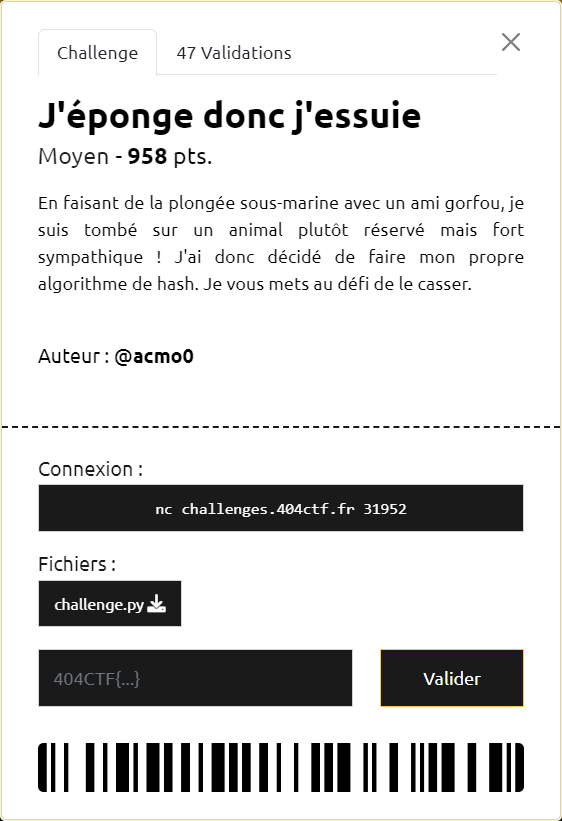 Challenge
47 Validations
J'éponge donc j'essuie
Moyen - 958 pts.
En faisant de la plongée sous-marine avec un ami gorfou, je
suis tombé sur un animal plutôt réservé mais fort
sympathique ! J'ai donc décidé de faire mon propre
algorithme de hash. Je vous mets au défi de le casser.
Auteur : @acmo0
Connexion :
nc challenges.404ctf.fr 31952
Fichiers :
challenge.py
404CTF{...}
Valider